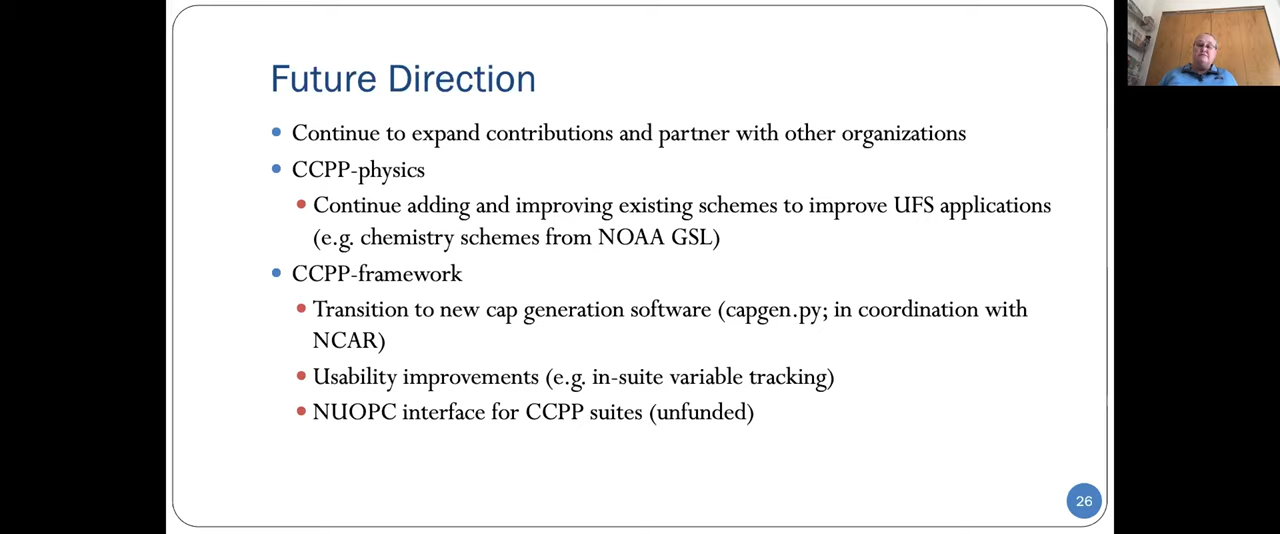 Future Direction
Continue to expand contributions and partner with other organizations
CCPP-physics
Continue adding and improving existing schemes to improve UFS applications
(e.g. chemistry schemes from NOAA GSL)
CCPP-framework
Transition to new cap generation software (capgen.py; in coordination with
NCAR)
Usability improvements (e.g. in-suite variable tracking)
NUOPC interface for CCPP suites (unfunded)
26